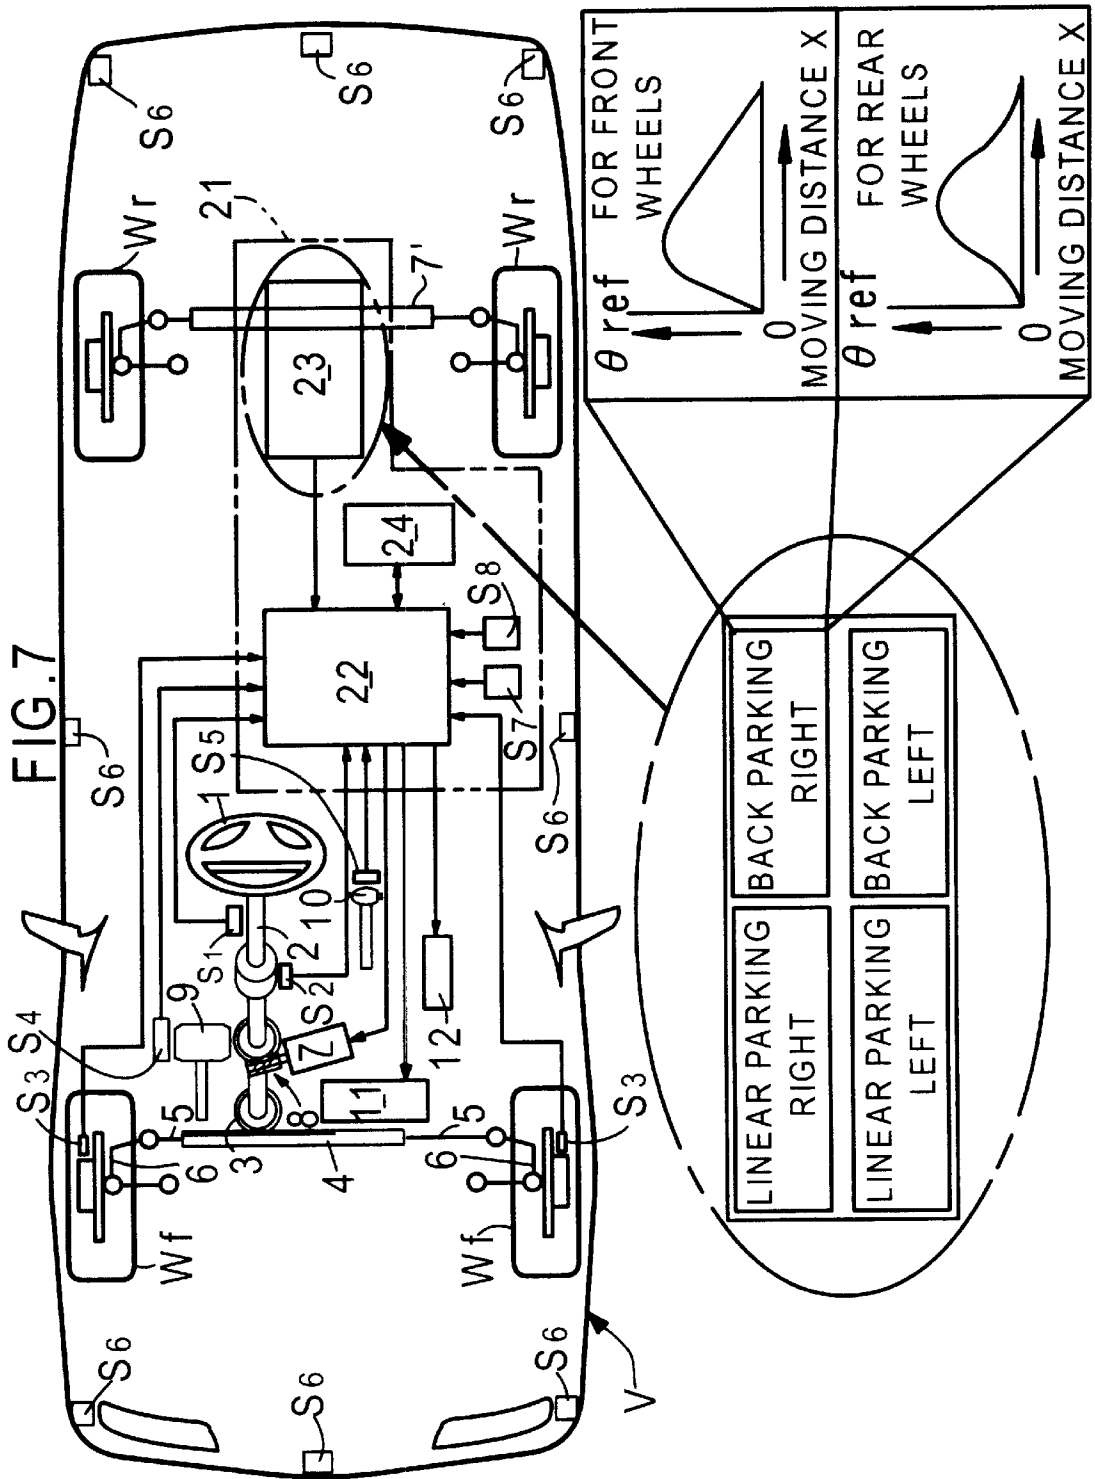 FIG.7
S6
S6
S6
S6
S6
S6
S6
S6
Wr
Wr
21
7'
23
24
22
S8
S7
S5
1
S1
2
10
S2
12
9
S4
S3
S3
7
8
11
3
4
5
5
6
6
Wf
Wf
V
LINEAR PARKING
RIGHT
BACK PARKING
RIGHT
LINEAR PARKING
LEFT
BACK PARKING
LEFT
θ ref
FOR FRONT
WHEELS
0
MOVING DISTANCE X
θ ref
FOR REAR
WHEELS
0
MOVING DISTANCE X